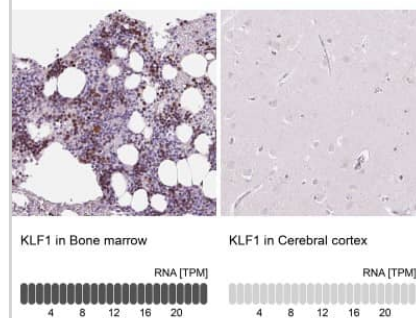 KLF1 in Bone marrow
RNA [TPM]
4 8 12 16 20
KLF1 in Cerebral cortex
RNA [TPM]
4 8 12 16 20